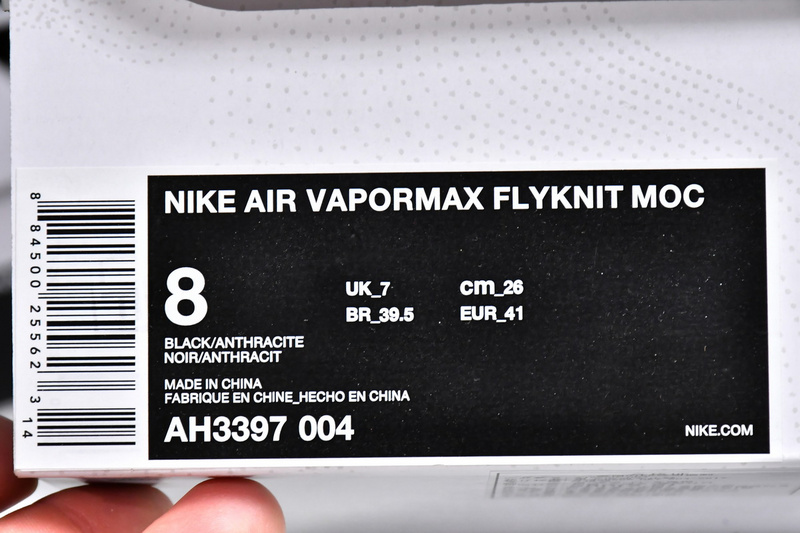 NIKE AIR VAPORMAX FLYKNIT MOC
8
UK_7
cm_26
BR_39.5
EUR_41
BLACK/ANTHRACITE
NOIR/ANTHRACIT
MADE IN CHINA
FABRIQUE EN CHINE_HECHO EN CHINA
AH3397 004
NIKE.COM
8 84500 25562 3 14